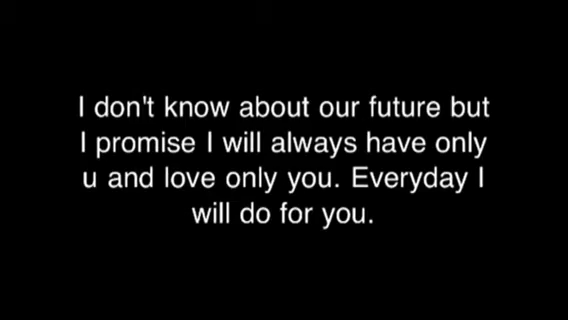 I don't know about our future but
I promise I will always have only
u and love only you. Everyday I
will do for you.